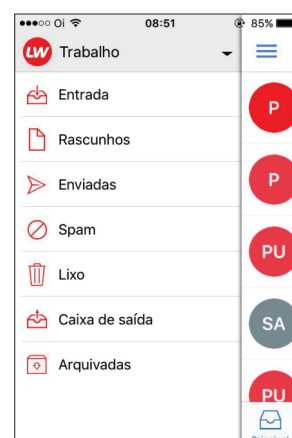 Oi 08:51 85%
LW Trabalho
Entrada
P
Rascunhos
Enviadas
P
Spam
PU
Lixo
Caixa de saída
SA
Arquivadas
PU